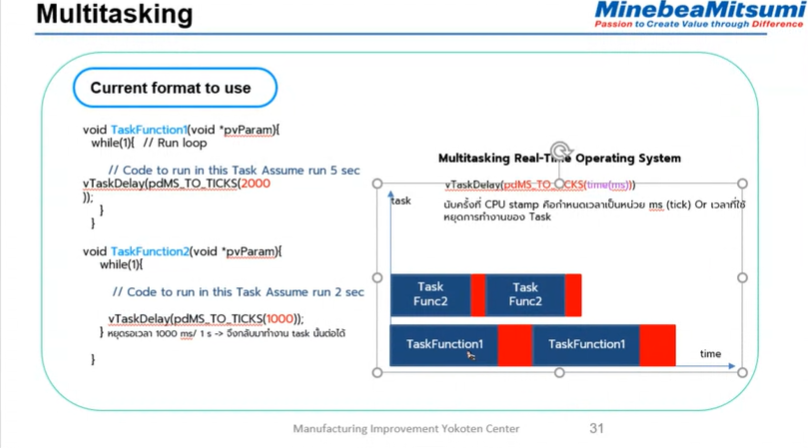 Multitasking
MinebeaMitsumi
Passion to Create Value through Difference
Current format to use
void TaskFunction1(void *pvParam){
while(1){ // Run loop
// Code to run in this Task Assume run 5 sec
vTaskDelay(pdMS_TO_TICKS(2000
));
}
}
void TaskFunction2(void *pvParam){
while(1){
// Code to run in this Task Assume run 2 sec
vTaskDelay(pdMS_TO_TICKS(1000));
} หยุดรอเวลา 1000 ms/ 1 s -> จึงกลับมาทำงาน task นั้นต่อได้
}
Multitasking Real-Time Operating System
vTaskDelay(pdMS_TO_TICKS(time(ms)))
นับครั้งที่ CPU stamp คือกำหนดเวลาเป็นหน่วย ms (tick) Or เวลาที่ใช้
หยุดการทำงานของ Task
task
Task
Func2
Task
Func2
TaskFunction1
TaskFunction1
time
Manufacturing Improvement Yokoten Center
31